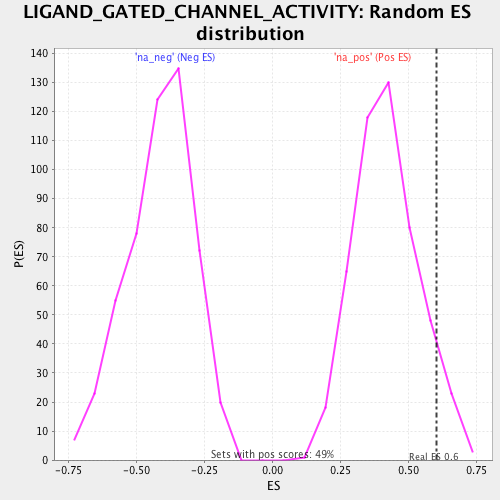 LIGAND_GATED_CHANNEL_ACTIVITY: Random ES
distribution
'na_neg' (Neg ES)
'na_pos' (Pos ES)
140
130
120
110
100
90
80
70
60
50
40
30
20
10
0
P(ES)
Sets with pos scores: 49%
Real ES 0.6
-0.75
-0.50
-0.25
0.00
0.25
0.50
0.75
ES